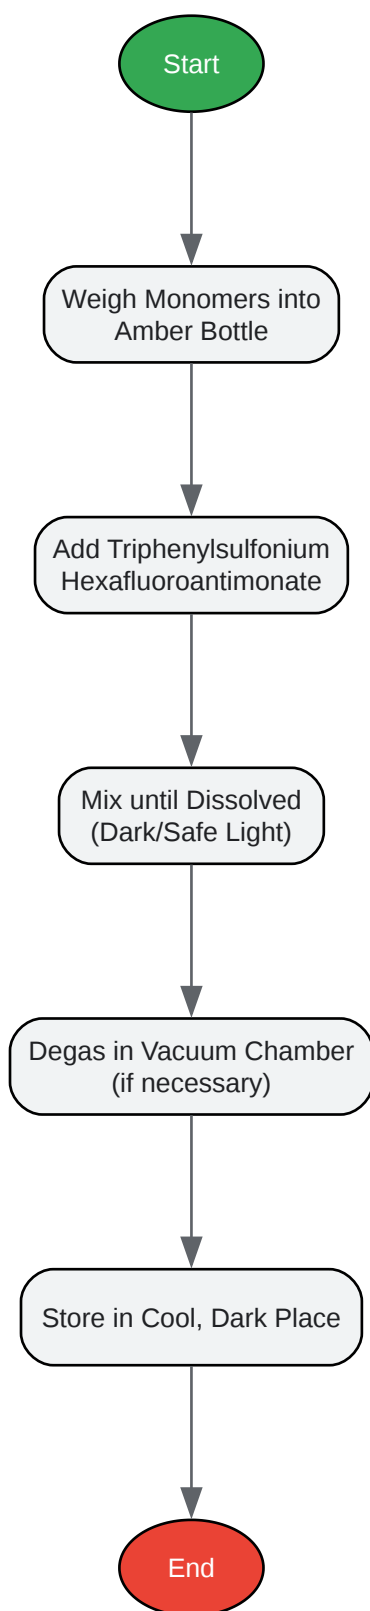 Start
Weigh Monomers into
Amber Bottle
Add Triphenylsulfonium
Hexafluoroantimonate
Mix until Dissolved
(Dark/Safe Light)
Degas in Vacuum Chamber
(if necessary)
Store in Cool, Dark Place
End